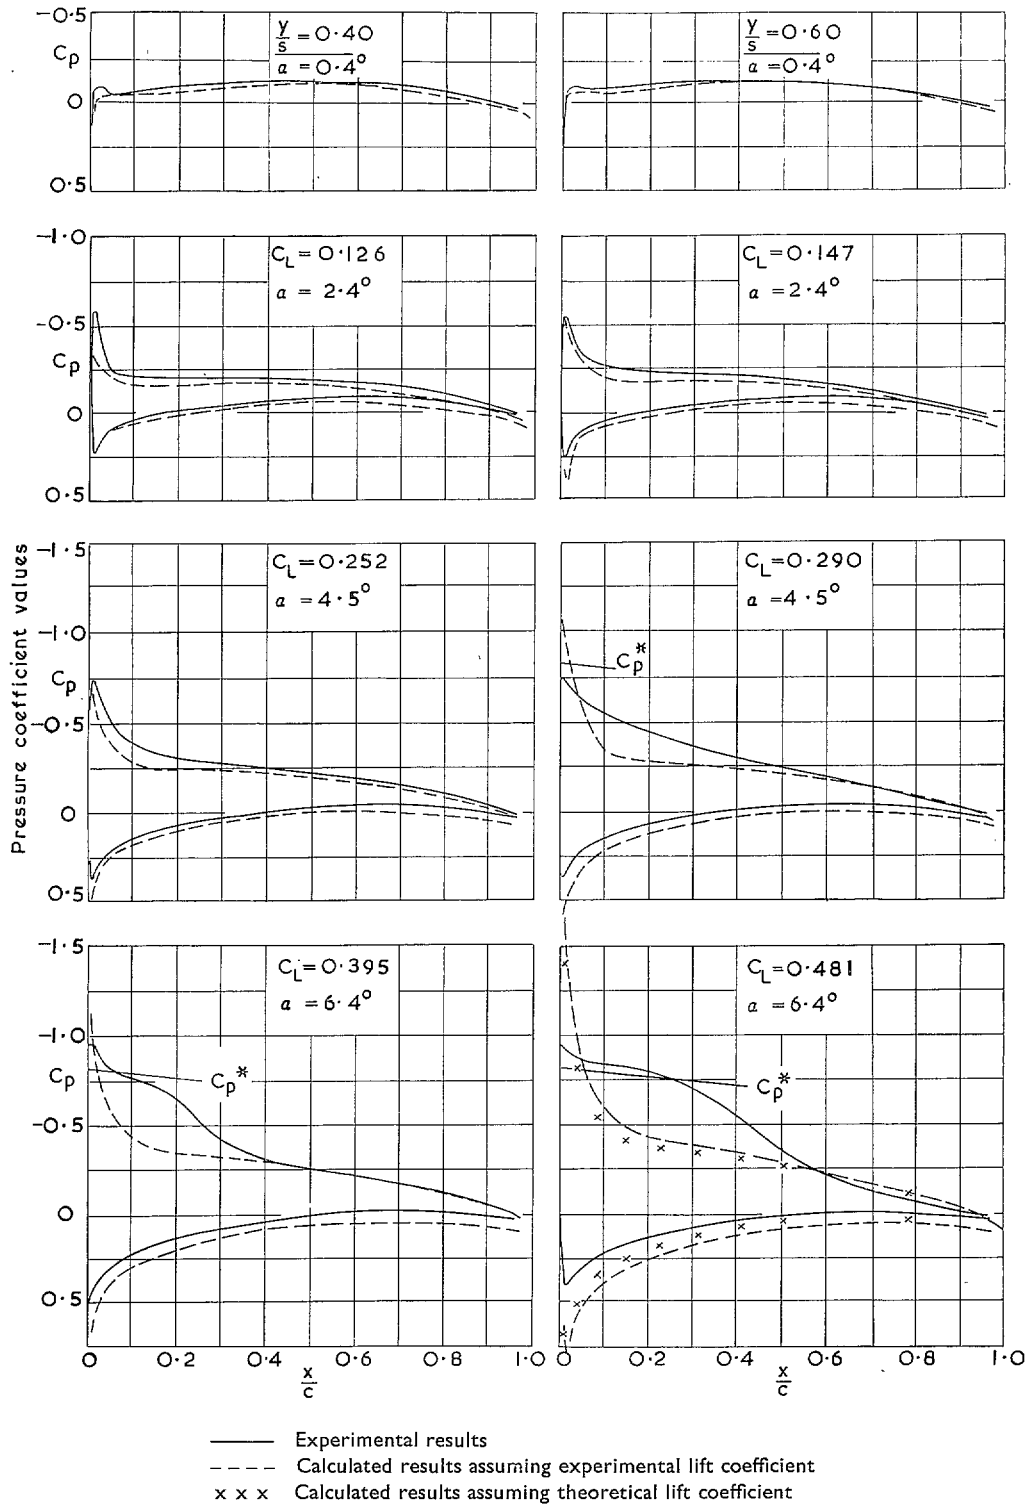 -0.5
Cp
0
0.5
y/s = 0.40
a = 0.4°
y/s = 0.60
a = 0.4°
-1.0
-0.5
Cp
0
0.5
CL = 0.126
a = 2.4°
CL = 0.147
a = 2.4°
Pressure coefficient values
-1.5
-1.0
Cp
-0.5
0
0.5
CL = 0.252
a = 4.5°
CL = 0.290
a = 4.5°
Cp*
-1.5
-1.0
Cp
-0.5
0
0.5
CL = 0.395
a = 6.4°
Cp*
CL = 0.481
a = 6.4°
Cp*
0 0.2 0.4 0.6 0.8 1.0
x/c
0 0.2 0.4 0.6 0.8 1.0
x/c
Experimental results
Calculated results assuming experimental lift coefficient
x x x Calculated results assuming theoretical lift coefficient